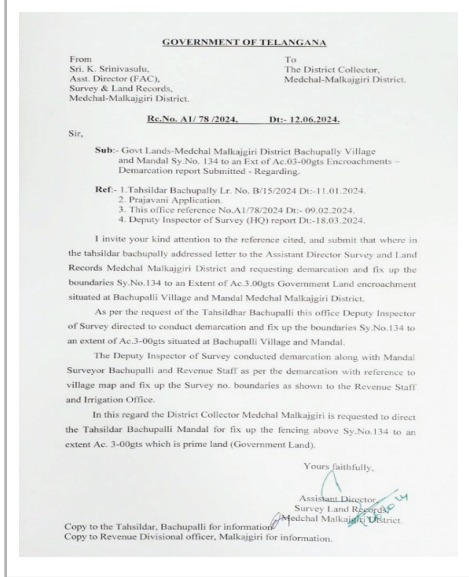 GOVERNMENT OF TELANGANA
From
Sri. K. Srinivasulu,
Asst. Director (FAC),
Survey & Land Records,
Medchal-Malkajgiri District.
To
The District Collector,
Medchal-Malkajgiri District.
Rc.No. A1/ 78 /2024, Dt:- 12.06.2024.
Sir,
Sub:- Govt Lands-Medchal Malkajgiri District Bachupally Village
and Mandal Sy.No. 134 to an Ext of Ac.03-00gts Encroachments –
Demarcation report Submitted - Regarding.
Ref:- 1.Tahsildar Bachupally Lr. No. B/15/2024 Dt:-11.01.2024.
2. Prajavani Application.
3. This office reference No.A1/78/2024 Dt:- 09.02.2024.
4. Deputy Inspector of Survey (HQ) report Dt:-18.03.2024.
I invite your kind attention to the reference cited, and submit that where in
the tahsildar bachupally addressed letter to the Assistant Director Survey and Land
Records Medchal Malkajgiri District and requesting demarcation and fix up the
boundaries Sy.No.134 to an Extent of Ac.3.00gts Government Land encroachment
situated at Bachupalli Village and Mandal Medchal Malkajgiri District.
As per the request of the Tahsildhar Bachupalli this office Deputy Inspector
of Survey directed to conduct demarcation and fix up the boundaries Sy.No.134 to
an extent of Ac.3-00gts situated at Bachupalli Village and Mandal.
The Deputy Inspector of Survey conducted demarcation along with Mandal
Surveyor Bachupalli and Revenue Staff as per the demarcation with reference to
village map and fix up the Survey no. boundaries as shown to the Revenue Staff
and Irrigation Office.
In this regard the District Collector Medchal Malkajgiri is requested to direct
the Tahsildar Bachupalli Mandal for fix up the fencing above Sy.No.134 to an
extent Ac. 3-00gts which is prime land (Government Land).
Yours faithfully,
Assistant Director,
Survey Land Records,
Medchal Malkajgiri District.
Copy to the Tahsildar, Bachupalli for information
Copy to Revenue Divisional officer, Malkajgiri for information.